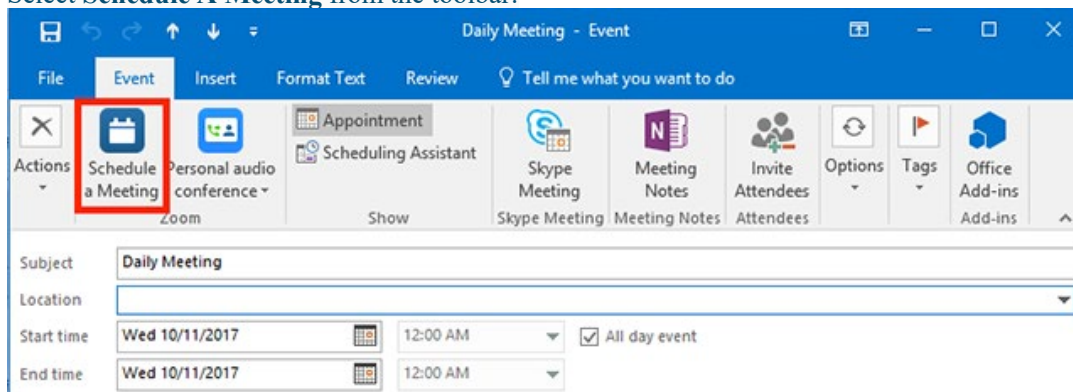 Select Schedule A Meeting from the toolbar.
Daily Meeting - Event
File Event Insert Format Text Review Tell me what you want to do
Actions
Schedule
a Meeting
Personal audio
conference
Zoom
Appointment
Scheduling Assistant
Show
Skype
Meeting
Skype Meeting
N
Meeting
Notes
Meeting Notes
Invite
Attendees
Attendees
Options
Tags
Office
Add-ins
Add-ins
Subject Daily Meeting
Location
Start time Wed 10/11/2017 12:00 AM All day event
End time Wed 10/11/2017 12:00 AM